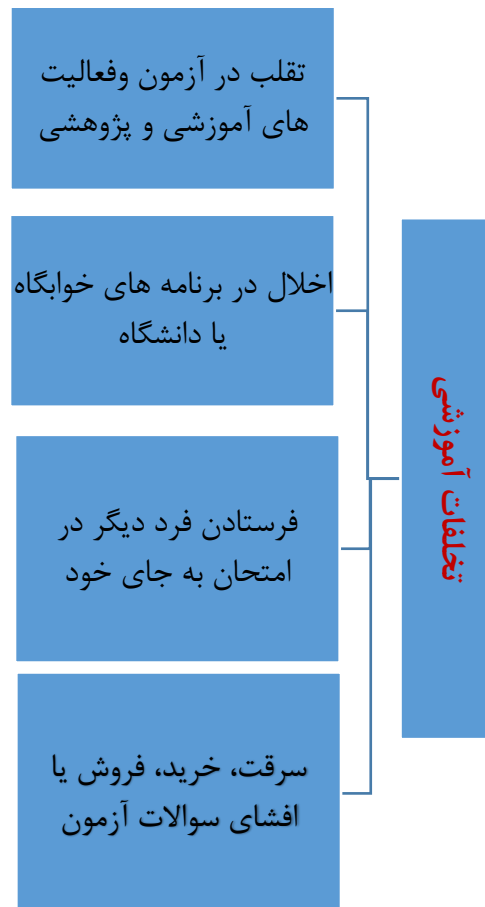 تخلفات آموزشی
تقلب در آزمون وفعالیت
های آموزشی و پژوهشی
اخلال در برنامه های خوابگاه
یا دانشگاه
فرستادن فرد دیگر در
امتحان به جای خود
سرقت، خرید، فروش یا
افشای سوالات آزمون